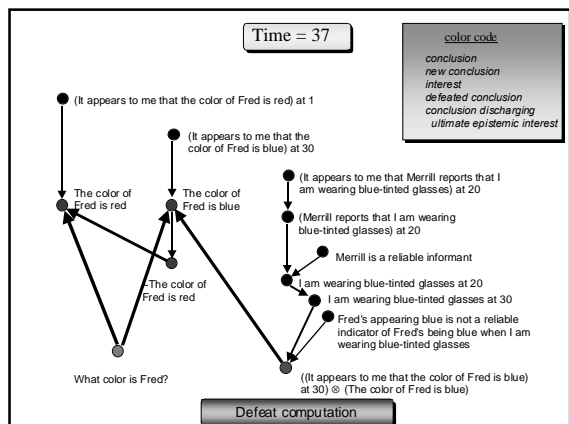 Time = 37
color code
conclusion
new conclusion
interest
defeated conclusion
conclusion discharging
ultimate epistemic interest
(It appears to me that the color of Fred is red) at 1
(It appears to me that the
color of Fred is blue) at 30
(It appears to me that Merrill reports that I
am wearing blue-tinted glasses) at 20
The color of
Fred is red
The color of
Fred is blue
(Merrill reports that I am wearing
blue-tinted glasses) at 20
Merrill is a reliable informant
~The color of
Fred is red
I am wearing blue-tinted glasses at 20
I am wearing blue-tinted glasses at 30
Fred's appearing blue is not a reliable
indicator of Fred's being blue when I am
wearing blue-tinted glasses
What color is Fred?
((It appears to me that the color of Fred is blue)
at 30) ⊗ (The color of Fred is blue)
Defeat computation